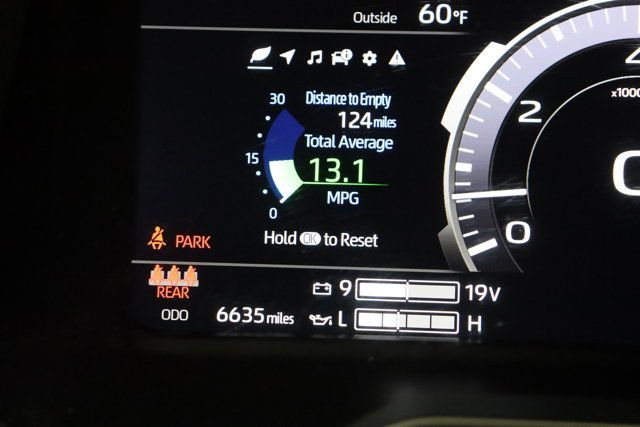 Outside 60°F
30 Distance to Empty
124 miles
Total Average
15 13.1
MPG
0
Hold OK to Reset
PARK
REAR
ODO 6635 miles
9 19V
L H
x1000
2
0